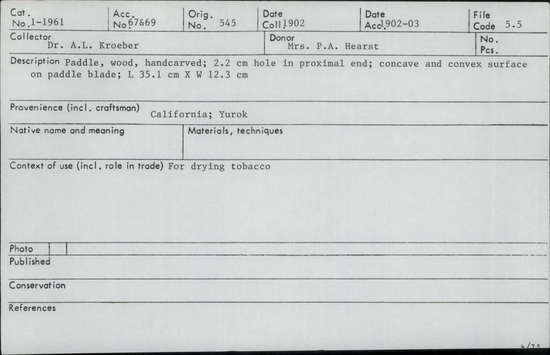 Cat. No. 1-1961 Acc. No. 67&69 Orig. No. 545 Date Coll. 1902 Date Acc. 1902-03 File Code 5.5
Collector Dr. A.L. Kroeber Donor Mrs. P.A. Hearst No. Pcs.
Description Paddle, wood, handcarved; 2.2 cm hole in proximal end; concave and convex surface
on paddle blade; L 35.1 cm X W 12.3 cm
Provenience (incl. craftsman) California; Yurok
Native name and meaning Materials, techniques
Context of use (incl. role in trade) For drying tobacco
Photo
Published
Conservation
References